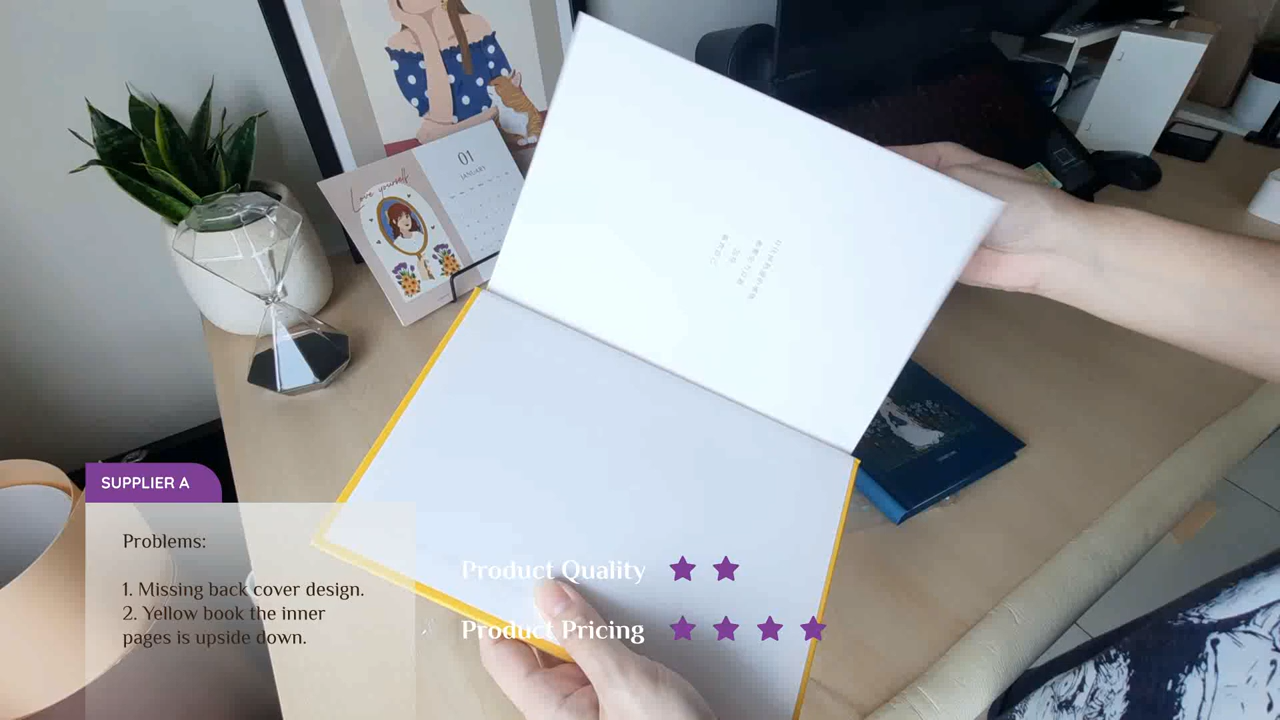 Love yourself
01
JANUARY
SUPPLIER A
Problems:
1. Missing back cover design.
2. Yellow book the inner
pages is upside down.
Product Quality
Product Pricing